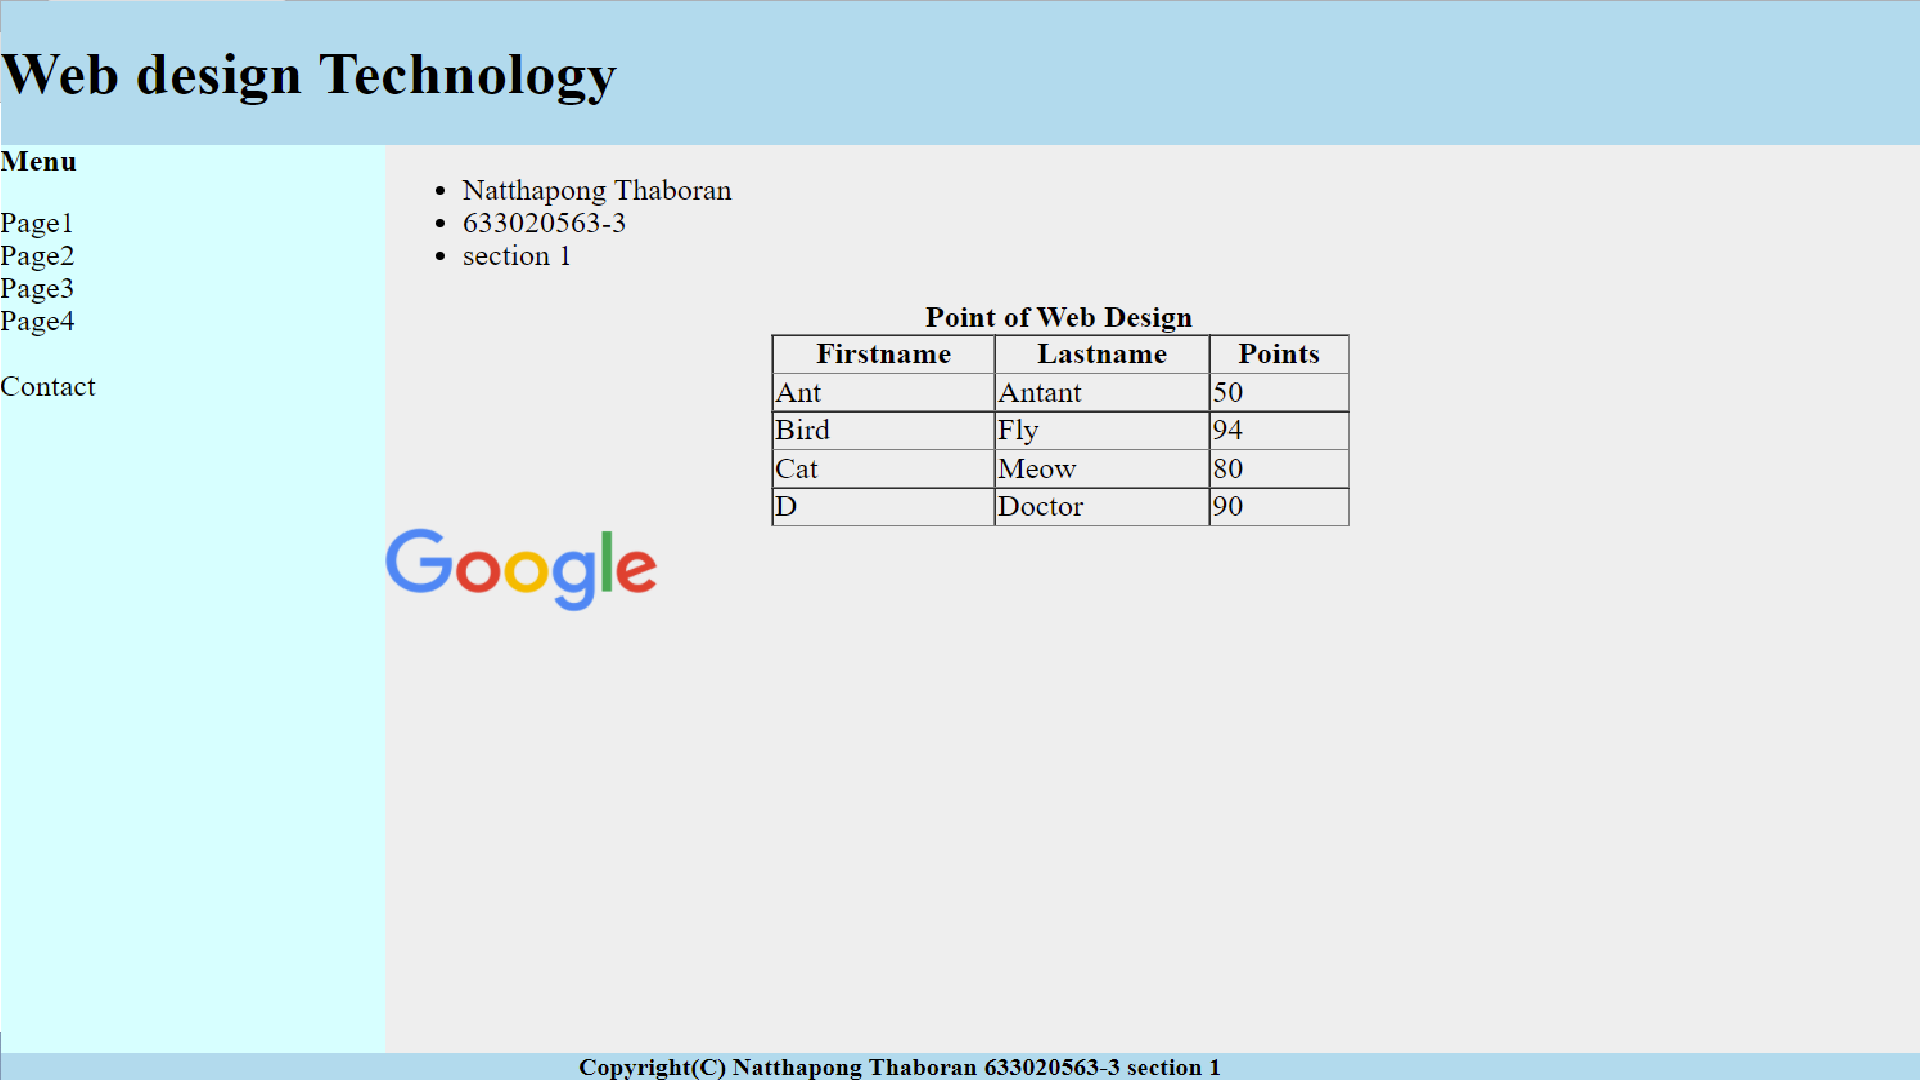 Web design Technology
Menu
Page1
Page2
Page3
Page4
Contact
Natthapong Thaboran
633020563-3
section 1
Point of Web Design
Firstname Lastname Points
Ant Antant 50
Bird Fly 94
Cat Meow 80
D Doctor 90
Google
Copyright(C) Natthapong Thaboran 633020563-3 section 1